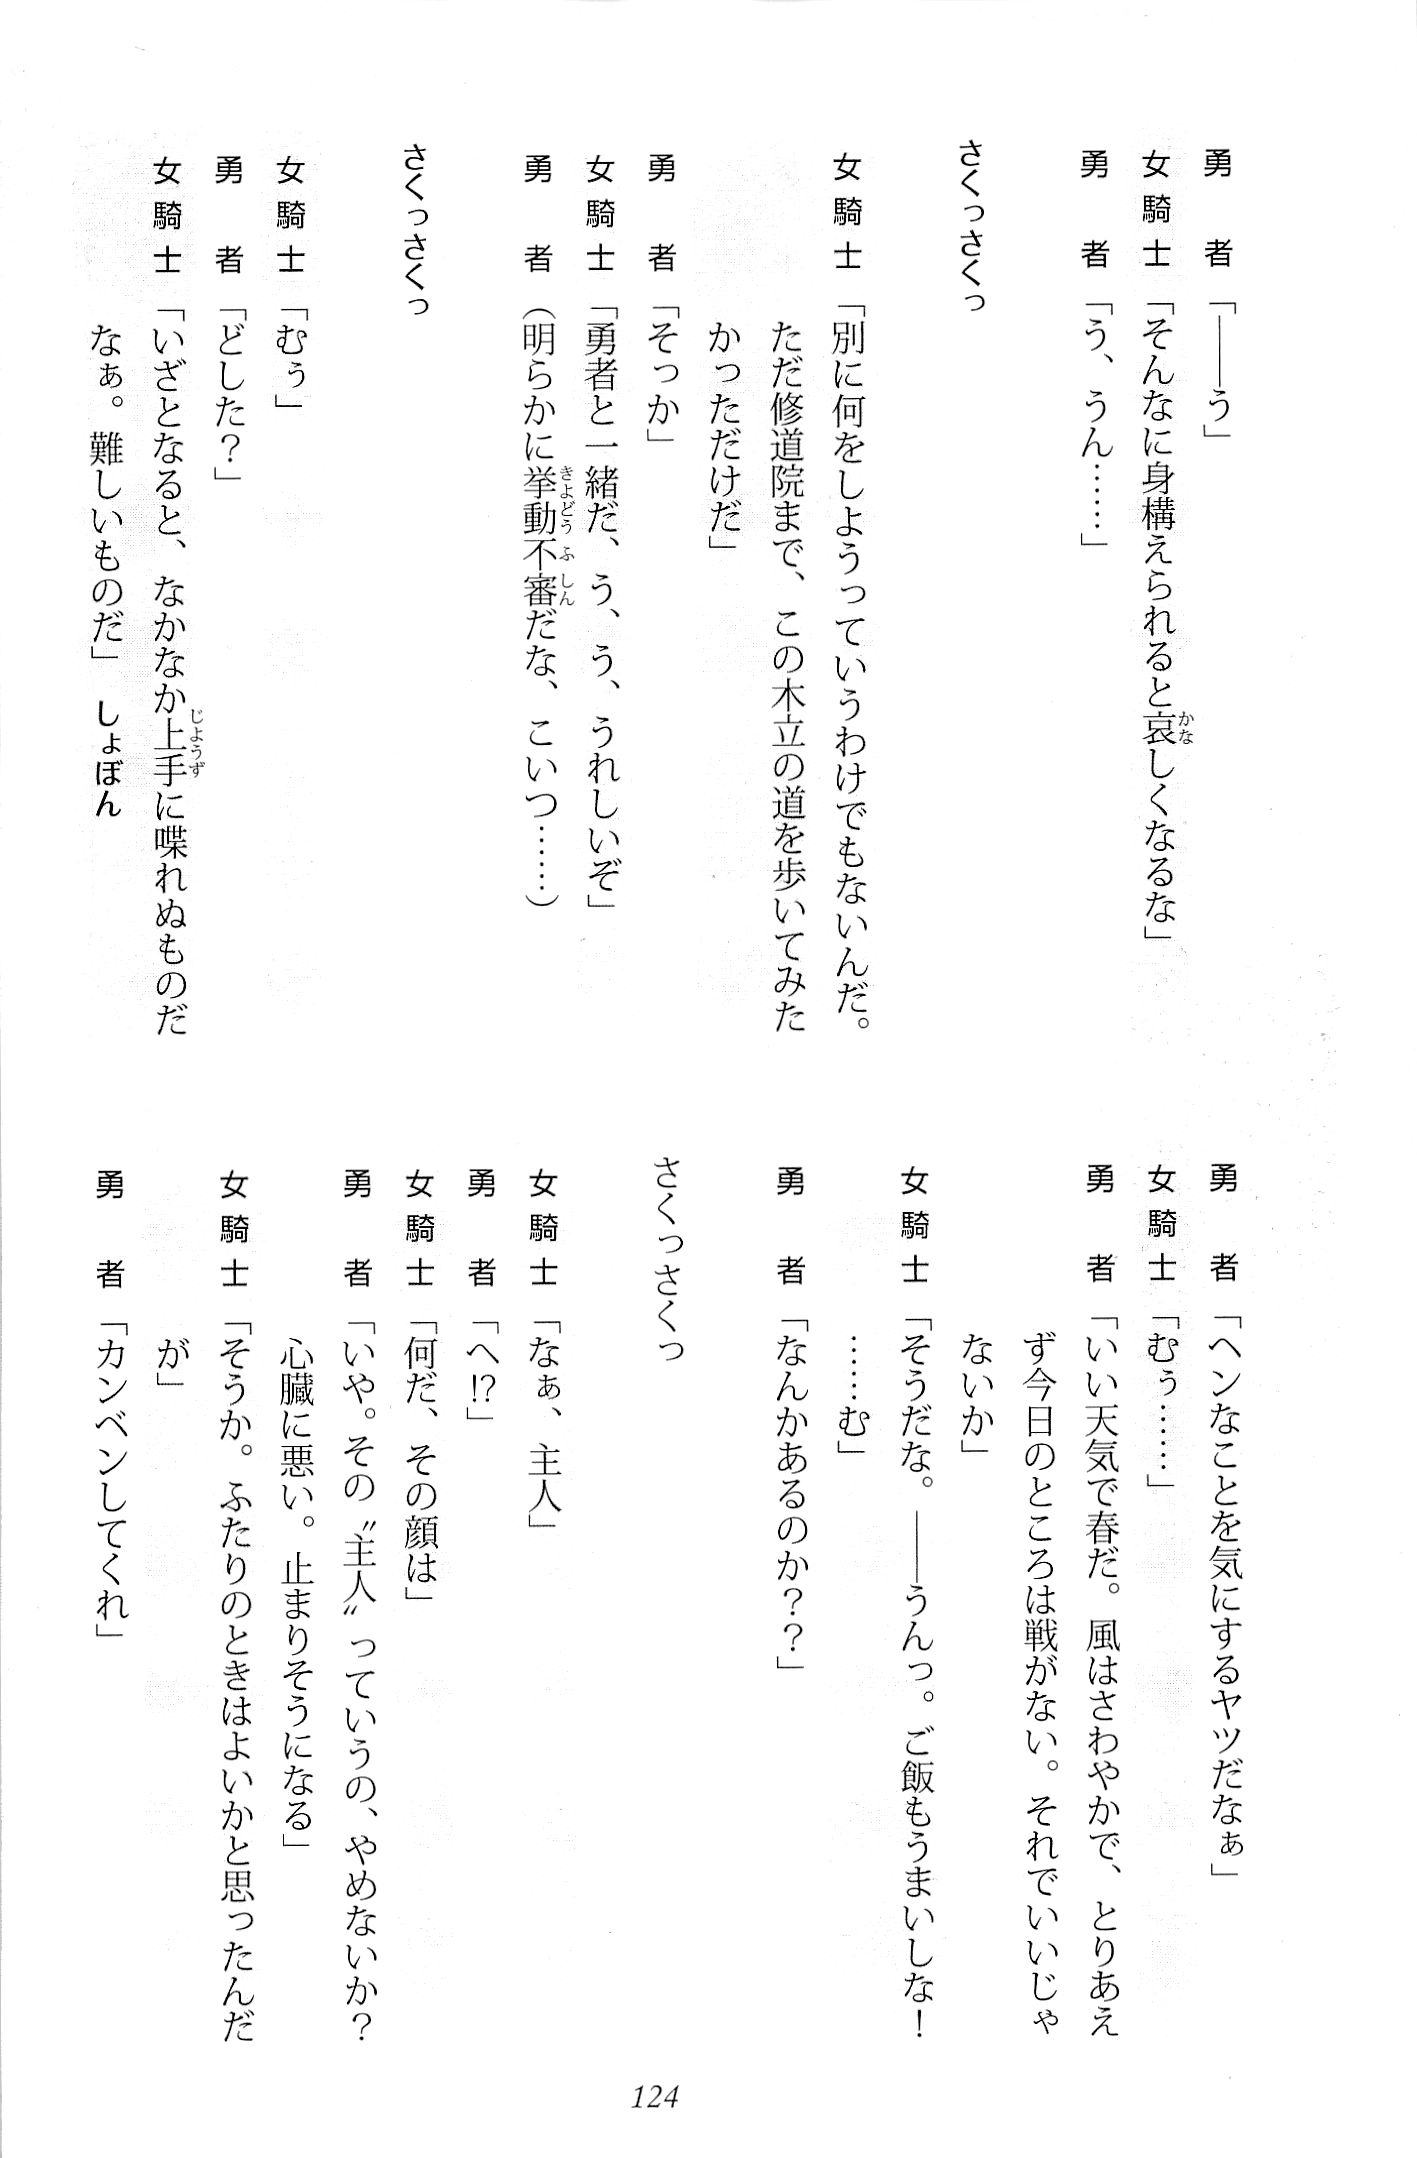 勇　者「――う」
女騎士「そんなに身構えられると哀しくなるな」
勇　者「う、うん……」
さくっさくっ
女騎士「別に何をしようっていうわけでもないんだ。
ただ修道院まで、この木立の道を歩いてみた
かっただけだ」
勇　者「そっか」
女騎士「勇者と一緒だ、う、う、うれしいぞ」
勇　者（明らかに挙動不審だな、こいつ……）
さくっさくっ
女騎士「むぅ」
勇　者「どした？」
女騎士「いざとなると、なかなか上手に喋れぬものだ
なぁ。難しいものだ」しょぼん
勇　者「ヘンなことを気にするヤツだなぁ」
女騎士「むぅ……」
勇　者「いい天気で春だ。風はさわやかで、とりあえ
ず今日のところは戦がない。それでいいじゃ
ないか」
女騎士「そうだな。――うんっ。ご飯もうまいしな！
……む」
勇　者「なんかあるのか？？」
さくっさくっ
女騎士「なぁ、主人」
勇　者「へ!?」
女騎士「何だ、その顔は」
勇　者「いや。その〝主人〟っていうの、やめないか？
心臓に悪い。止まりそうになる」
女騎士「そうか。ふたりのときはよいかと思ったんだ
が」
勇　者「カンベンしてくれ」
124